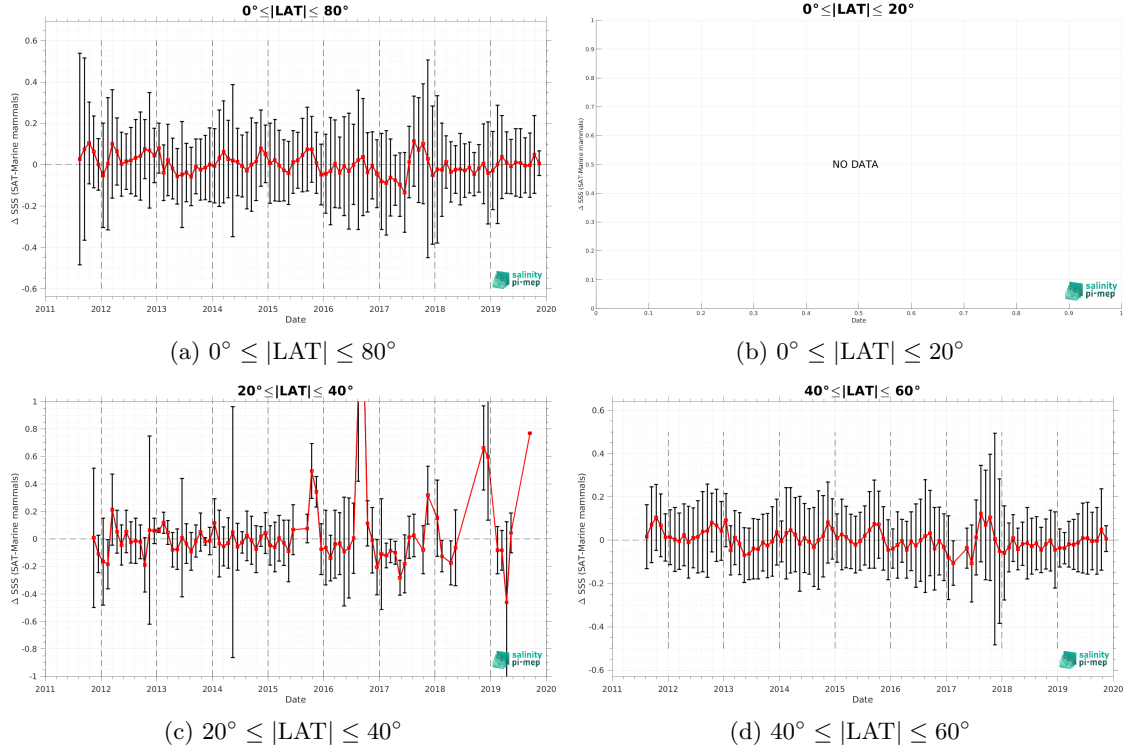 0°≤|LAT|≤ 80°
0.6
0.4
0.2
0
-0.2
-0.4
-0.6
Δ SSS (SAT-Marine mammals)
2011 2012 2013 2014 2015 2016 2017 2018 2019 2020
Date
salinity
pi-mep
(a) 0° ≤ |LAT| ≤ 80°
0°≤|LAT|≤ 20°
1
0.9
0.8
0.7
0.6
0.5
0.4
0.3
0.2
0.1
0
Δ SSS (SAT-Marine mammals)
NO DATA
0 0.1 0.2 0.3 0.4 0.5 0.6 0.7 0.8 0.9 1
Date
salinity
pi-mep
(b) 0° ≤ |LAT| ≤ 20°
20°≤|LAT|≤ 40°
1
0.8
0.6
0.4
0.2
0
-0.2
-0.4
-0.6
-0.8
-1
Δ SSS (SAT-Marine mammals)
2011 2012 2013 2014 2015 2016 2017 2018 2019 2020
Date
salinity
pi-mep
(c) 20° ≤ |LAT| ≤ 40°
40°≤|LAT|≤ 60°
0.6
0.4
0.2
0
-0.2
-0.4
-0.6
Δ SSS (SAT-Marine mammals)
2011 2012 2013 2014 2015 2016 2017 2018 2019 2020
Date
salinity
pi-mep
(d) 40° ≤ |LAT| ≤ 60°